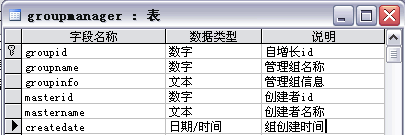 groupmanager : 表
字段名称 数据类型 说明
groupid 数字 自增长id
groupname 数字 管理组名称
groupinfo 文本 管理组信息
masterid 数字 创建者id
mastername 文本 创建者名称
createdate 日期/时间 组创建时间